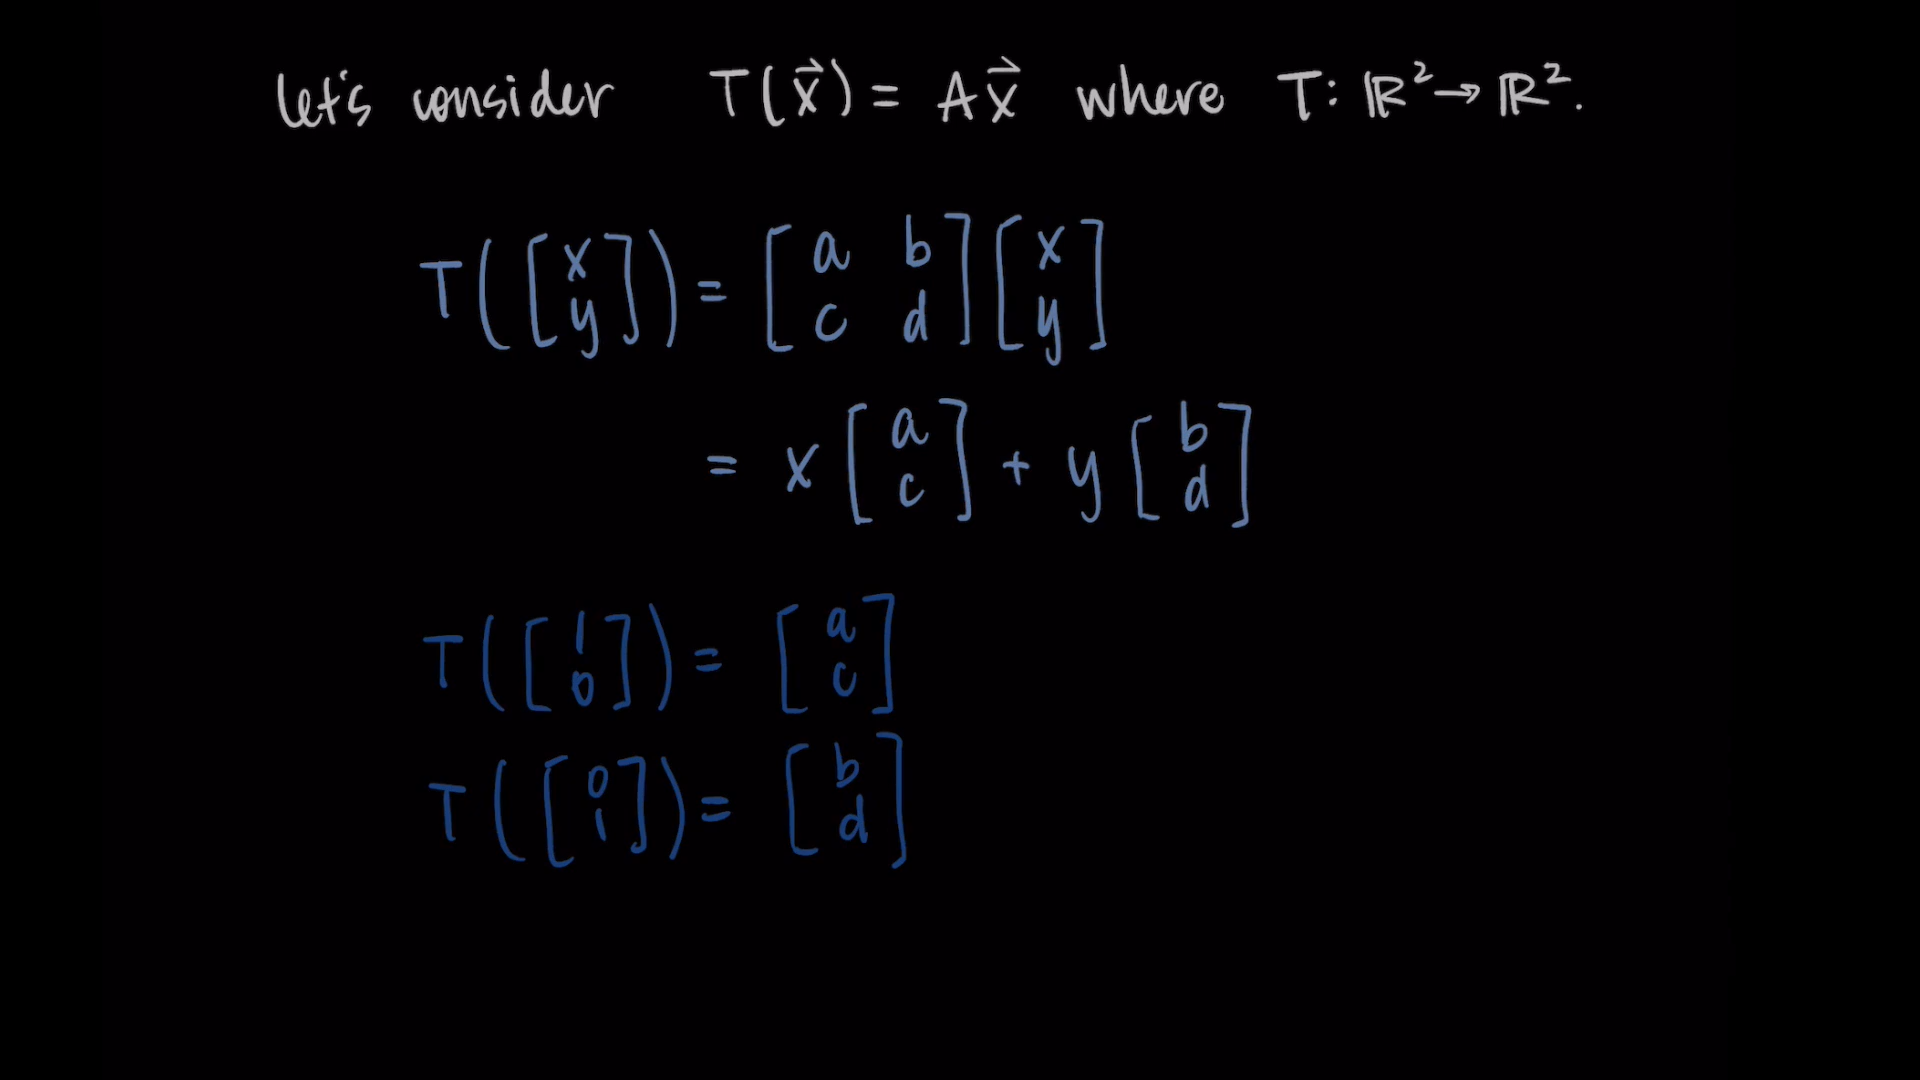 let's consider T(x⃗) = Ax⃗ where T: ℝ² → ℝ².
T([x y]) = [a b c d][x y]
= x[a c] + y[b d]
T([1 0]) = [a c]
T([0 1]) = [b d]